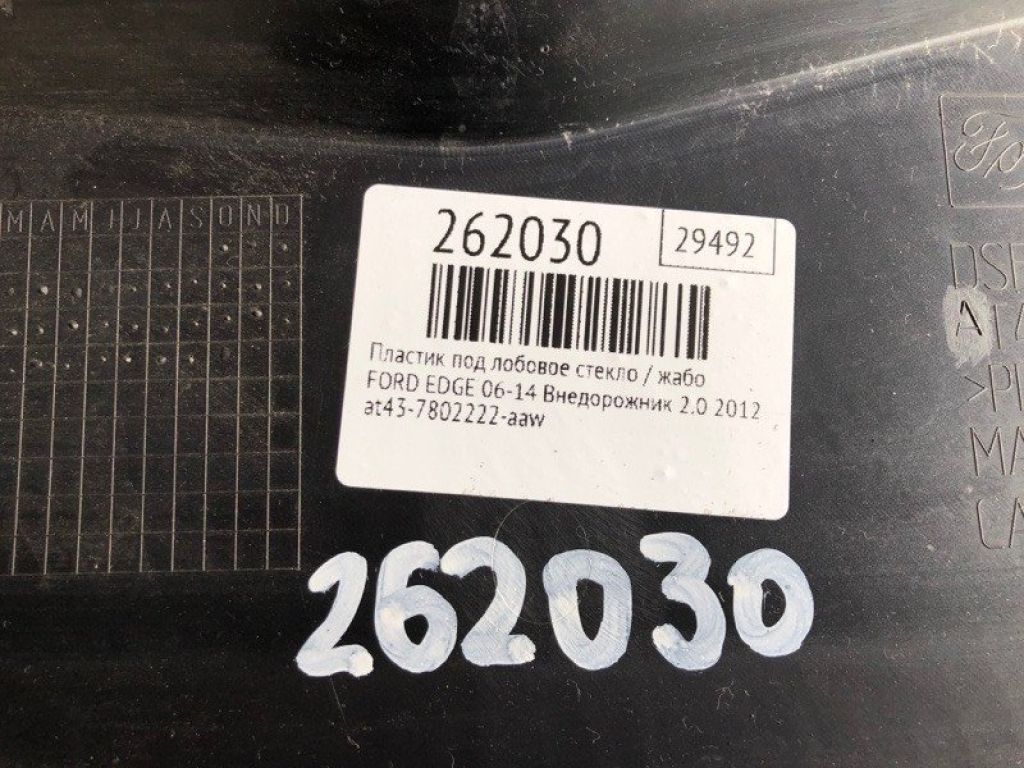 M A M J J A S O N D
262030
29492
Пластик под лобовое стекло / жабо
FORD EDGE 06-14 Внедорожник 2.0 2012
at43-7802222-aaw
262030